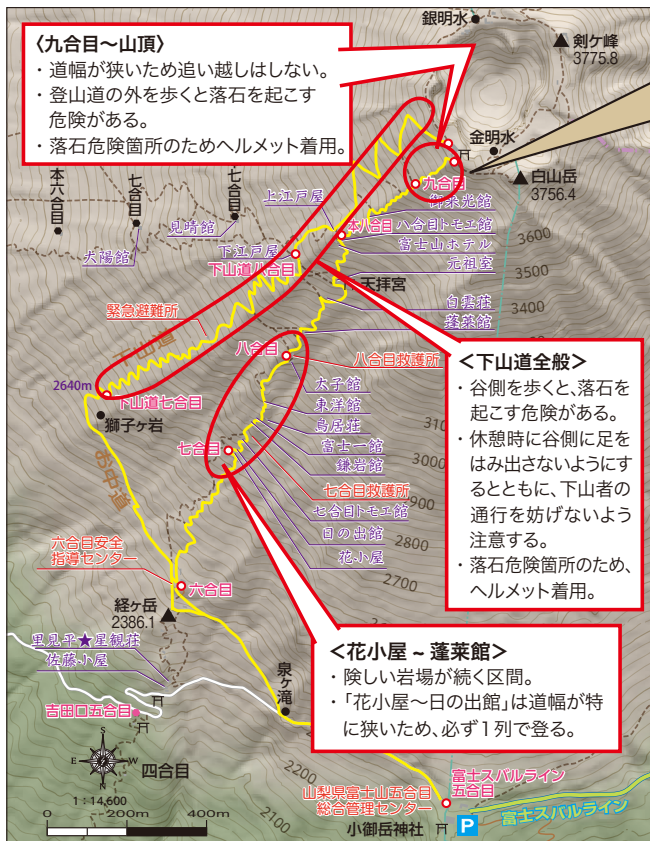 〈九合目～山頂〉
・道幅が狭いため追い越しはしない。
・登山道の外を歩くと落石を起こす
危険がある。
・落石危険箇所のためヘルメット着用。
銀明水
剣ケ峰
3775.8
金明水
白山岳
3756.4
九合目
御来光館
本八合目
八合目トモエ館
富士山ホテル
元祖室
上江戸屋
下江戸屋
下山道八合目
天拝宮
白雲荘
蓬莱館
3600
3500
3400
本六合目
七合目
七合目
見晴館
大陽館
緊急避難所
下山道
2640m
下山道七合目
獅子ヶ岩
お中道
八合目
八合目救護所
太子館
東洋館
鳥居荘
富士一館
鎌岩館
七合目
七合目救護所
七合目トモエ館
日の出館
花小屋
3000
2800
2700
＜下山道全般＞
・谷側を歩くと、落石を
起こす危険がある。
・休憩時に谷側に足を
はみ出さないようにす
るとともに、下山者の
通行を妨げないよう
注意する。
・落石危険箇所のため、
ヘルメット着用。
六合目安全
指導センター
六合目
経ヶ岳
2386.1
里見平★星観荘
佐藤小屋
吉田口五合目
泉ヶ滝
＜花小屋 ~ 蓬莱館＞
・険しい岩場が続く区間。
・「花小屋～日の出館」は道幅が特
に狭いため、必ず1列で登る。
S
E
W
N
四合目
1：14,600
0
200m
400m
2200
2100
山梨県富士山五合目
総合管理センター
富士スバルライン
五合目
小御岳神社
P
富士スバルライン